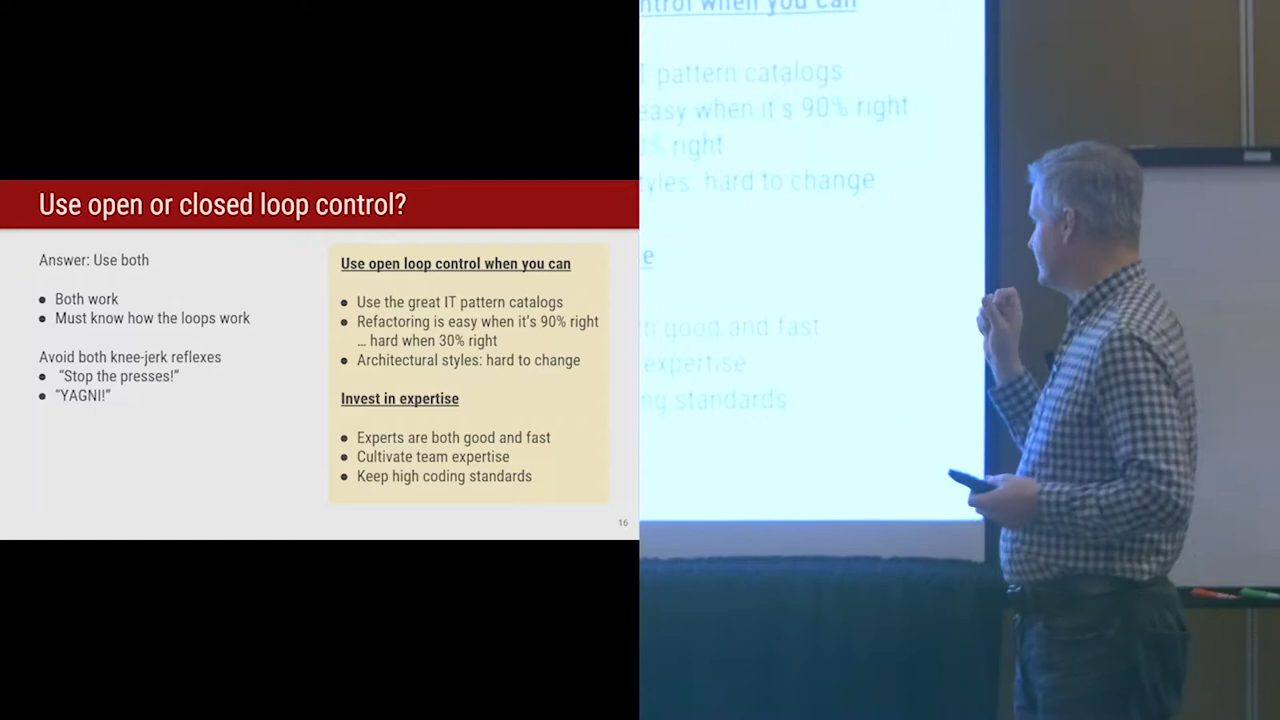 Use open or closed loop control?
Answer: Use both
● Both work
● Must know how the loops work
Avoid both knee-jerk reflexes
● “Stop the presses!”
● “YAGNI!”
Use open loop control when you can
● Use the great IT pattern catalogs
● Refactoring is easy when it’s 90% right
… hard when 30% right
● Architectural styles: hard to change
Invest in expertise
● Experts are both good and fast
● Cultivate team expertise
● Keep high coding standards
16
ntrol when you can
T pattern catalogs
easy when it's 90% right
0% right
yles: hard to change
e
h good and fast
expertise
ng standards